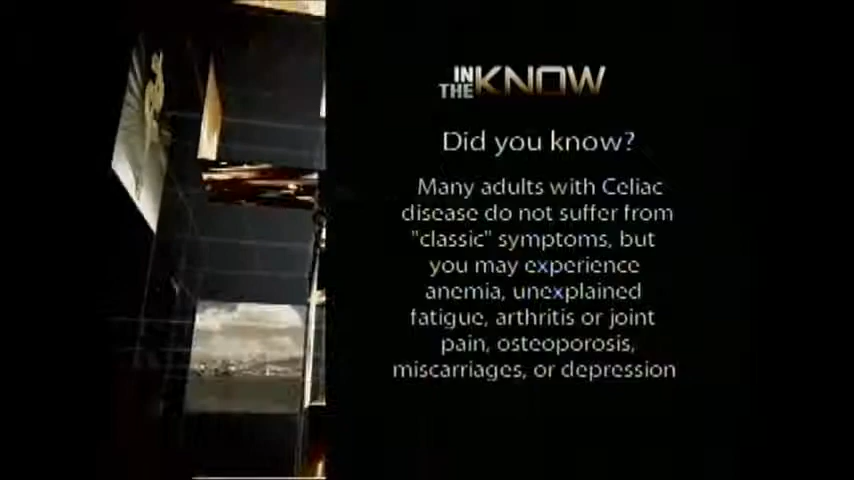 IN THE KNOW
Did you know?
Many adults with Celiac
disease do not suffer from
"classic" symptoms, but
you may experience
anemia, unexplained
fatigue, arthritis or joint
pain, osteoporosis,
miscarriages, or depression